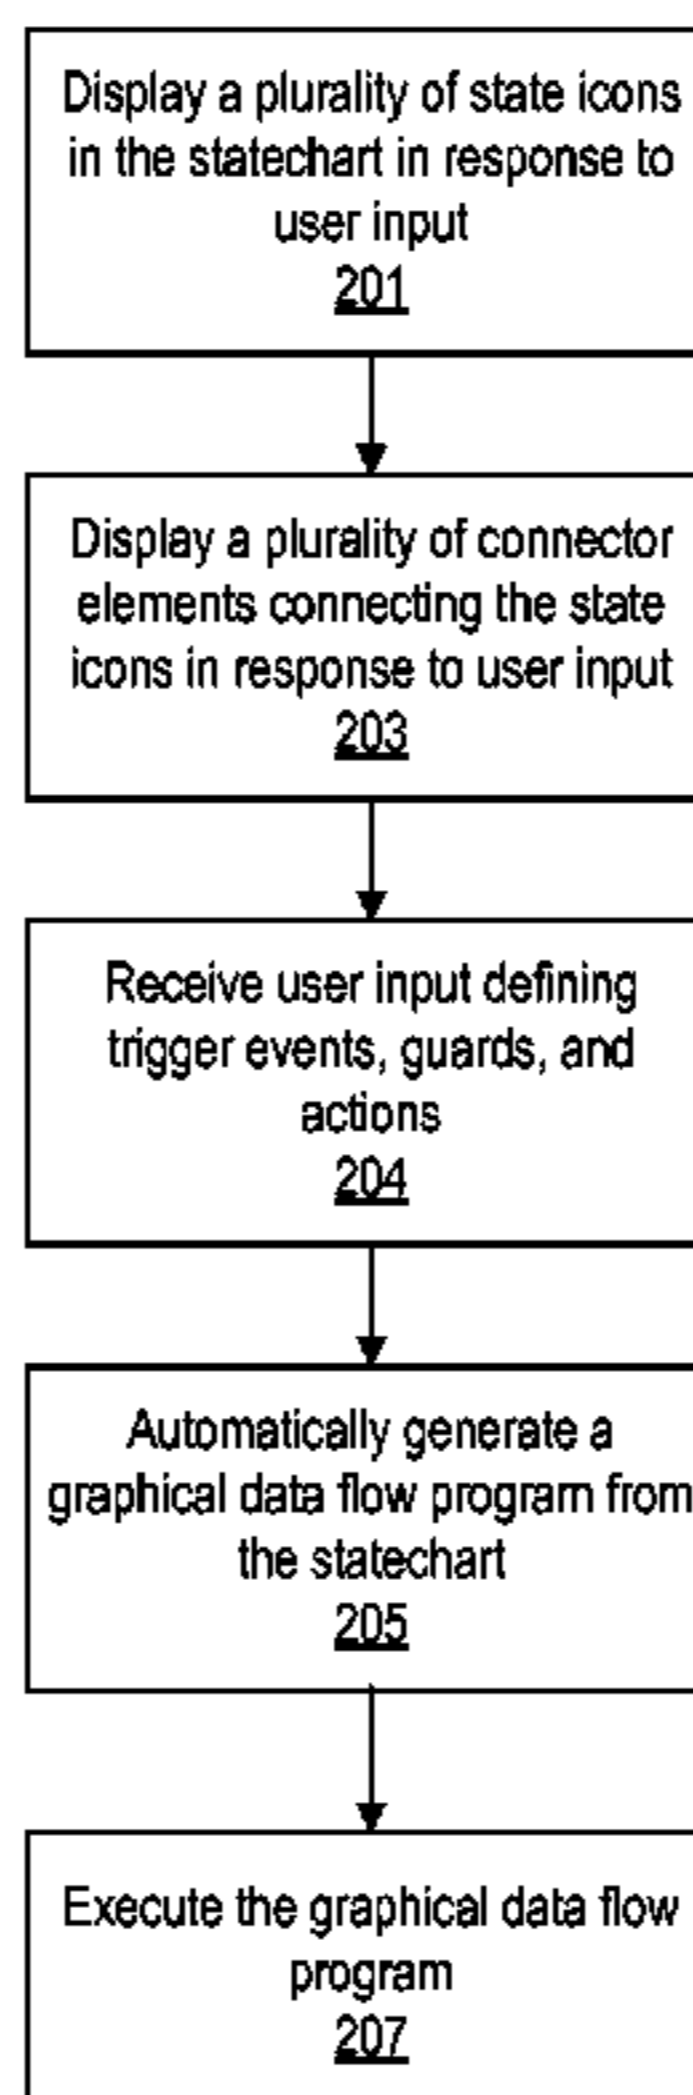 Display a plurality of state icons
in the statechart in response to
user input
201
Display a plurality of connector
elements connecting the state
icons in response to user input
203
Receive user input defining
trigger events, guards, and
actions
204
Automatically generate a
graphical data flow program from
the statechart
205
Execute the graphical data flow
program
207